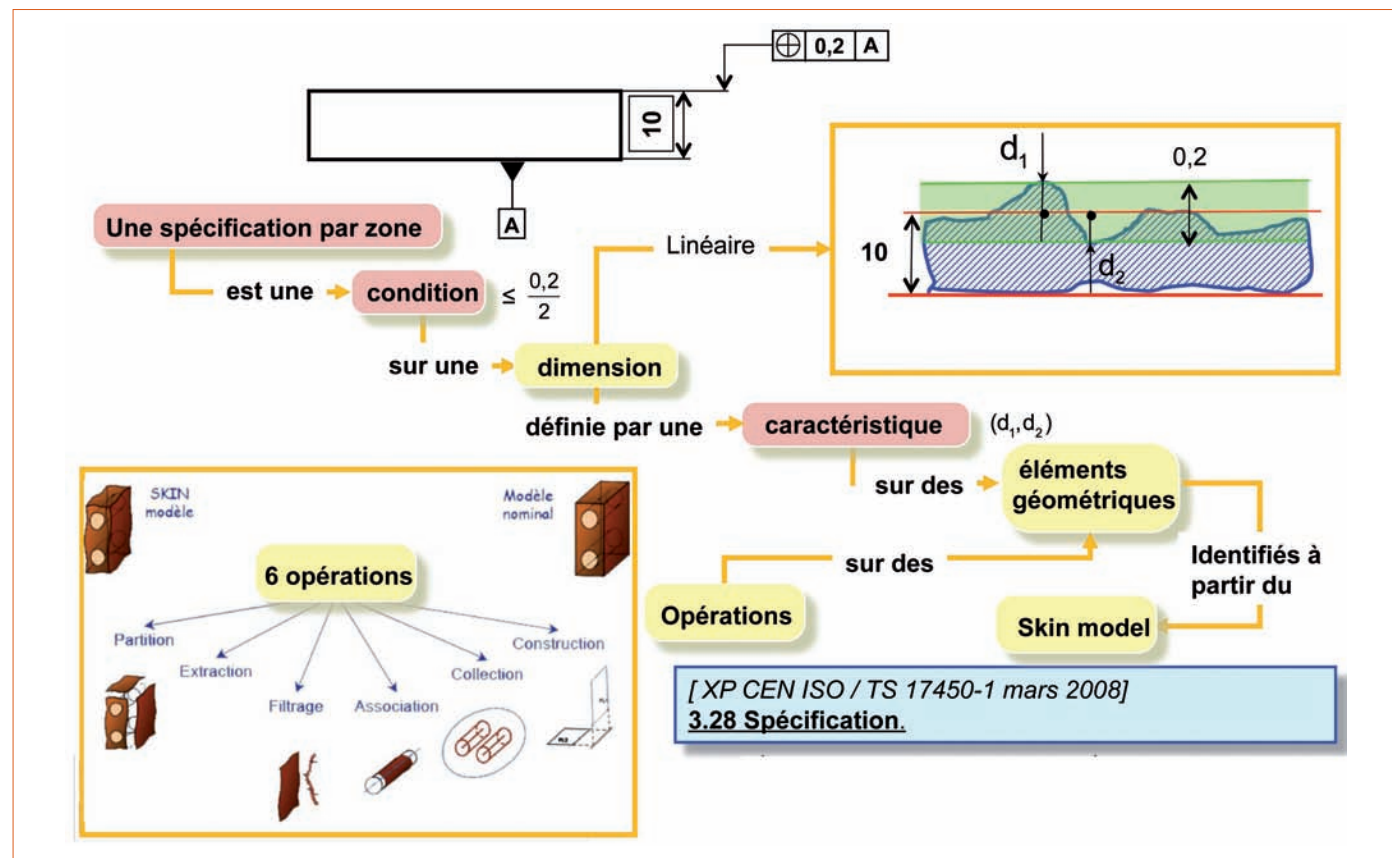 0,2 A
10
A
d1
0,2
10
d2
Une spécification par zone
Linéaire
est une
condition
≤ 0,2/2
sur une
dimension
définie par une
caractéristique
(d1,d2)
sur des
éléments
géométriques
Identifiés à
partir du
sur des
Opérations
Skin model
SKIN
modèle
Modèle
nominal
6 opérations
Partition
Extraction
Filtrage
Association
Collection
Construction
[ XP CEN ISO / TS 17450-1 mars 2008]
3.28 Spécification.